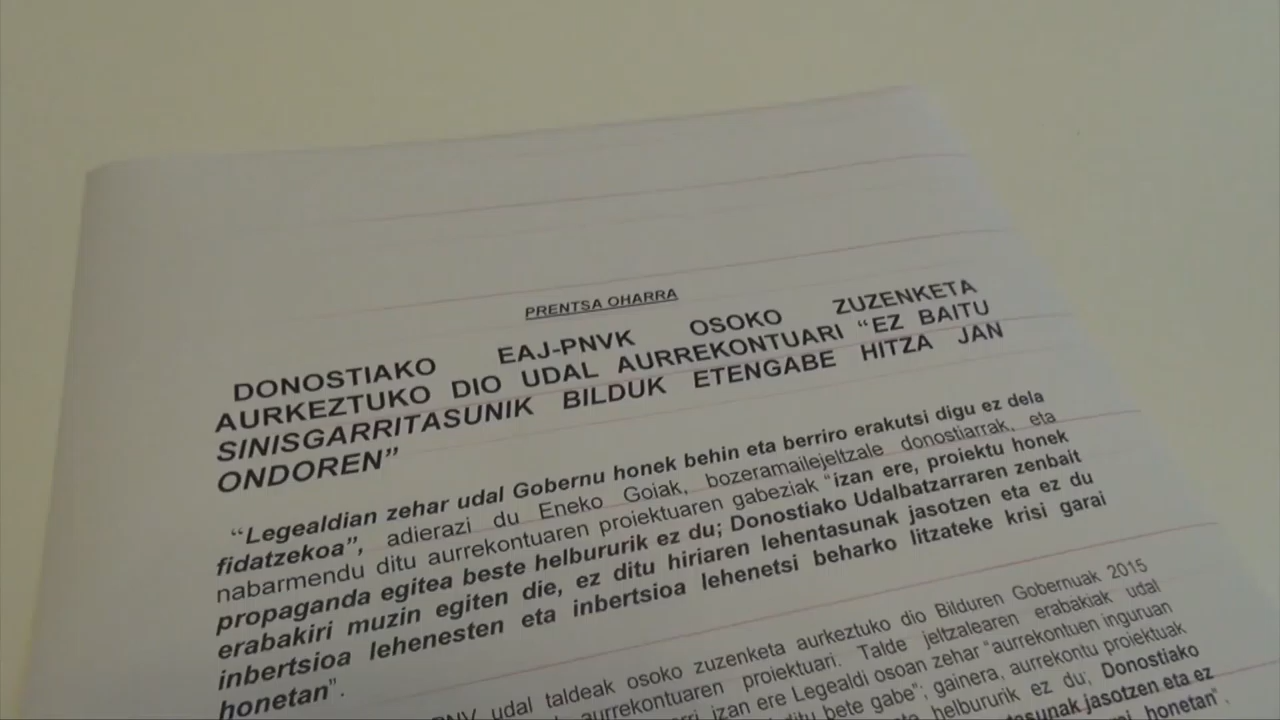 PRENTSA OHARRA
DONOSTIAKO EAJ-PNVK OSOKO ZUZENKETA
AURKEZTUKO DIO UDAL AURREKONTUARI “EZ BAITU
SINISGARRITASUNIK BILDUK ETENGABE HITZA JAN
ONDOREN”
“Legealdian zehar udal Gobernu honek behin eta berriro erakutsi digu ez dela
fidatzekoa”, adierazi du Eneko Goiak, bozeramailejeltzale donostiarrak, eta
nabarmendu ditu aurrekontuaren proiektuaren gabeziak “izan ere, proiektu honek
propaganda egitea beste helbururik ez du; Donostiako Udalbatzarraren zenbait
erabakiri muzin egiten die, ez ditu hiriaren lehentasunak jasotzen eta ez du
inbertsioa lehenesten eta inbertsioa lehenetsi beharko litzateke krisi garai
honetan”.
udal taldeak osoko zuzenketa aurkeztuko dio Bilduren Gobernuak 2015
aurrekontuaren proiektuari. Talde jeltzalearen erabakiak udal
izan ere Legealdi osoan zehar “aurrekontuen inguruan
ditu bete gabe”; gainera, aurrekontu proiektuak
helbururik ez du; Donostiako
jasotzen eta ez
honetan”.